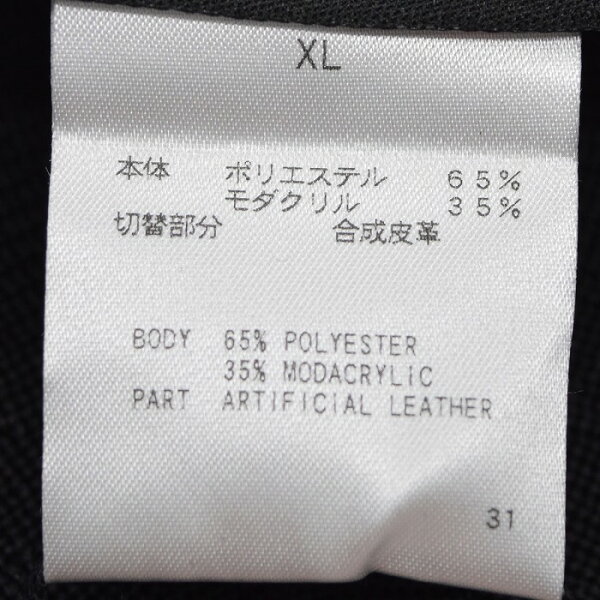 XL
本体 ポリエステル 65%
モダクリル 35%
切替部分 合成皮革
BODY 65% POLYESTER
35% MODACRYLIC
PART ARTIFICIAL LEATHER
31